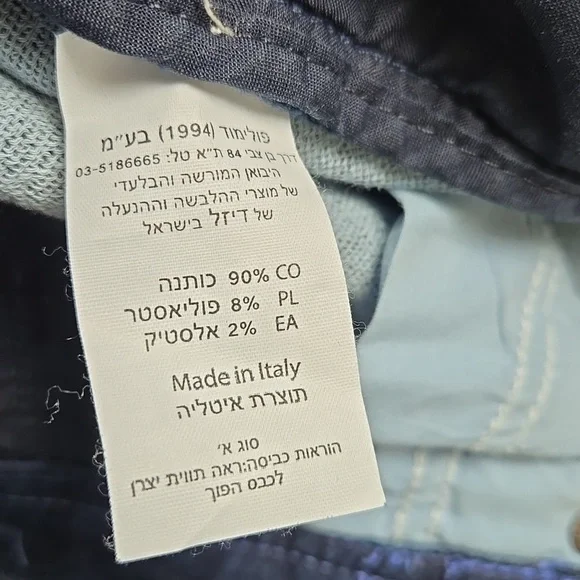 פולימוד (1994) בע״מ
דרך בן צבי 84 ת״א טל: 03-5186665
היבואן המורשה והבלעדי
של מוצרי ההלבשה וההנעלה
של דיזל בישראל
90% כותנה CO
8% פוליאסטר PL
2% אלסטיק EA
Made in Italy
תוצרת איטליה
סוג א׳
הוראות כביסה:ראה תווית יצרן
לכבס הפוך